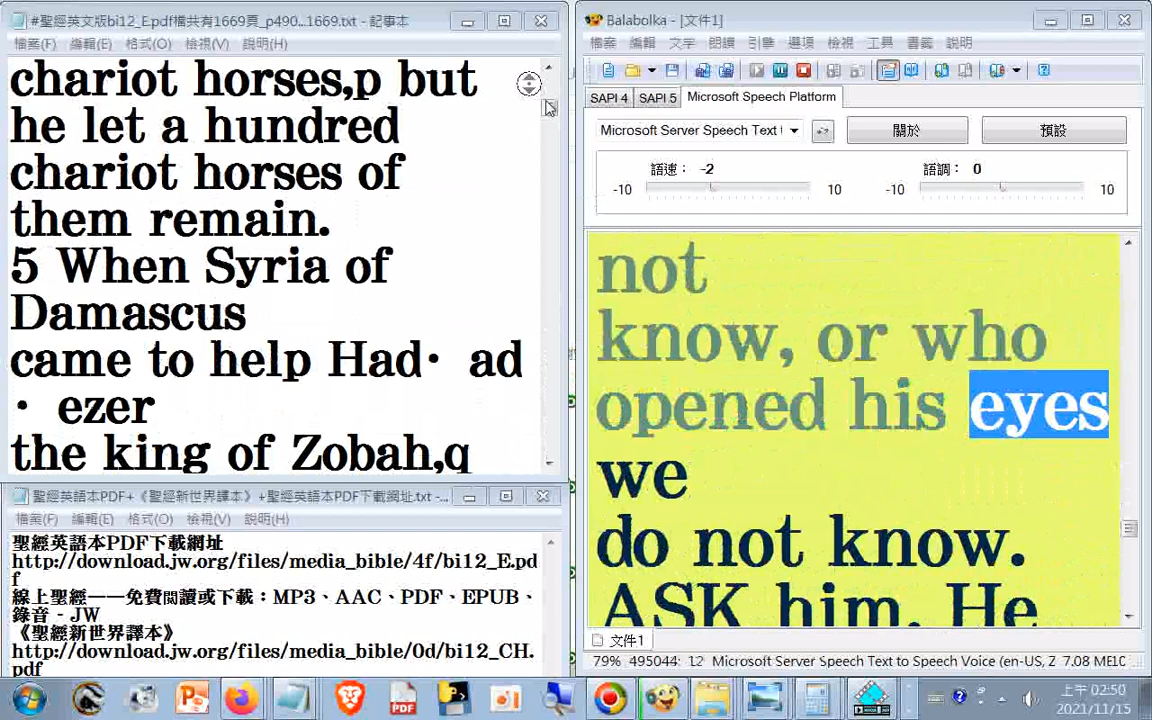 #聖經英文版bi12_E.pdf檔共有1669頁_p490...1669.txt - 記事本
檔案(F) 編輯(E) 格式(O) 檢視(V) 說明(H)
chariot horses,p but
he let a hundred
chariot horses of
them remain.
5 When Syria of
Damascus
came to help Had· ad
· ezer
the king of Zobah,q
聖經英語本PDF+《聖經新世界譯本》+聖經英語本PDF下載網址.txt -...
檔案(F) 編輯(E) 格式(O) 檢視(V) 說明(H)
聖經英語本PDF下載網址
http://download.jw.org/files/media_bible/4f/bi12_E.pd
f
線上聖經——免費閱讀或下載：MP3、AAC、PDF、EPUB、
錄音 - JW
《聖經新世界譯本》
http://download.jw.org/files/media_bible/0d/bi12_CH.
pdf
Balabolka - [文件1]
檔案 編輯 文字 朗讀 引擎 選項 檢視 工具 書籤 說明
SAPI 4 SAPI 5 Microsoft Speech Platform
Microsoft Server Speech Text 關於 預設
語速： -2 語調： 0
-10 10 -10 10
not
know, or who
opened his eyes
we
do not know.
ASK him. He
文件1
79% 495044: 12 Microsoft Server Speech Text to Speech Voice (en-US, Z 7.08 МБ
上午 02:50
2021/11/15